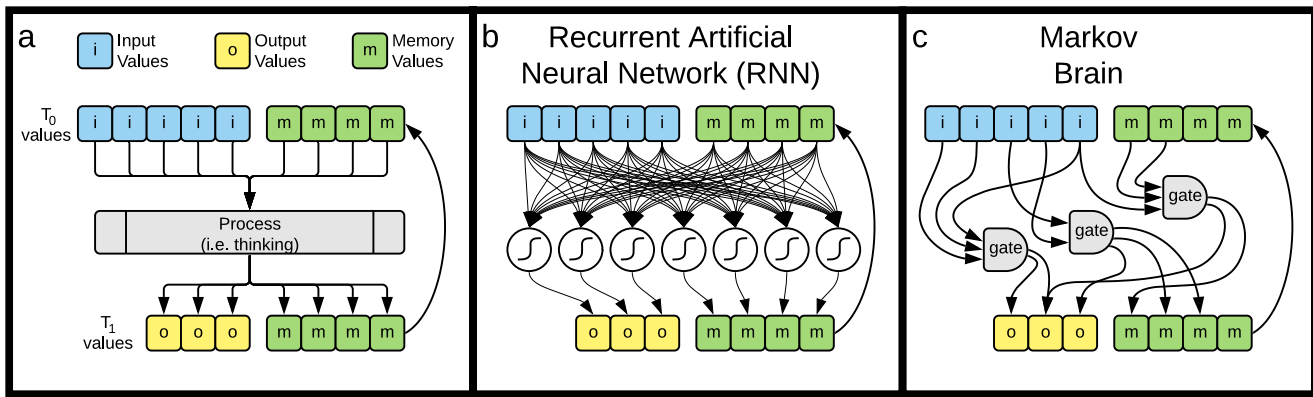 a
i Input Values
o Output Values
m Memory Values
T0 values
i i i i i m m m m
Process
(i.e. thinking)
T1 values
o o o m m m m
b
Recurrent Artificial
Neural Network (RNN)
i i i i i m m m m
o o o m m m m
c
Markov
Brain
i i i i i m m m m
gate
gate
gate
o o o m m m m